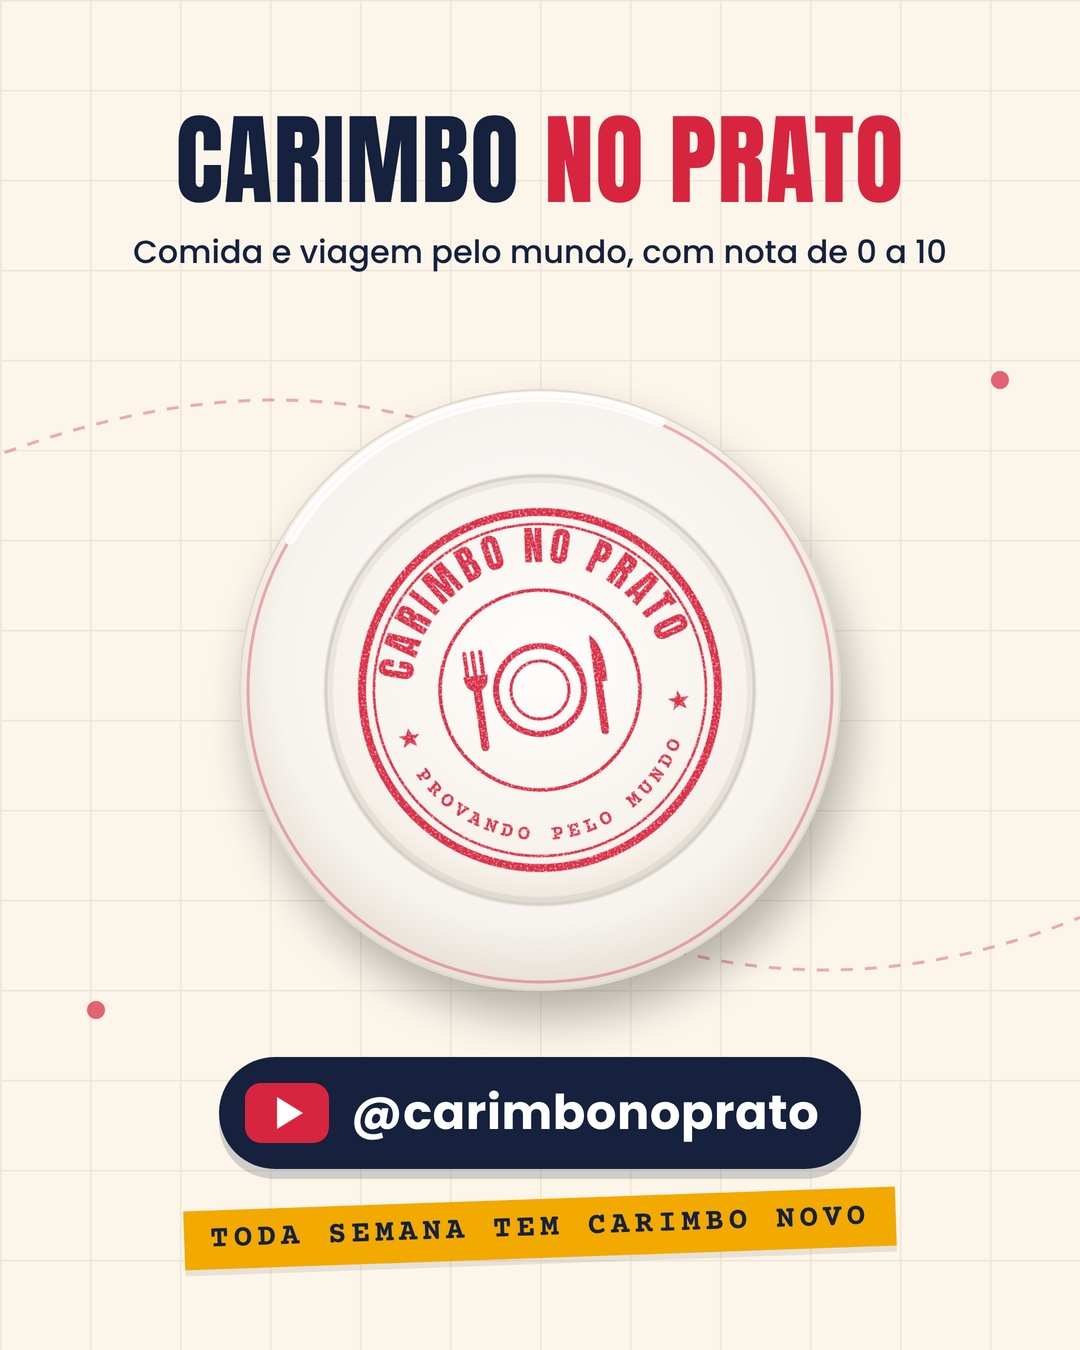 CARIMBO NO PRATO
Comida e viagem pelo mundo, com nota de 0 a 10
CARIMBO NO PRATO
PROVANDO PELO MUNDO
@carimbonoprato
TODA SEMANA TEM CARIMBO NOVO